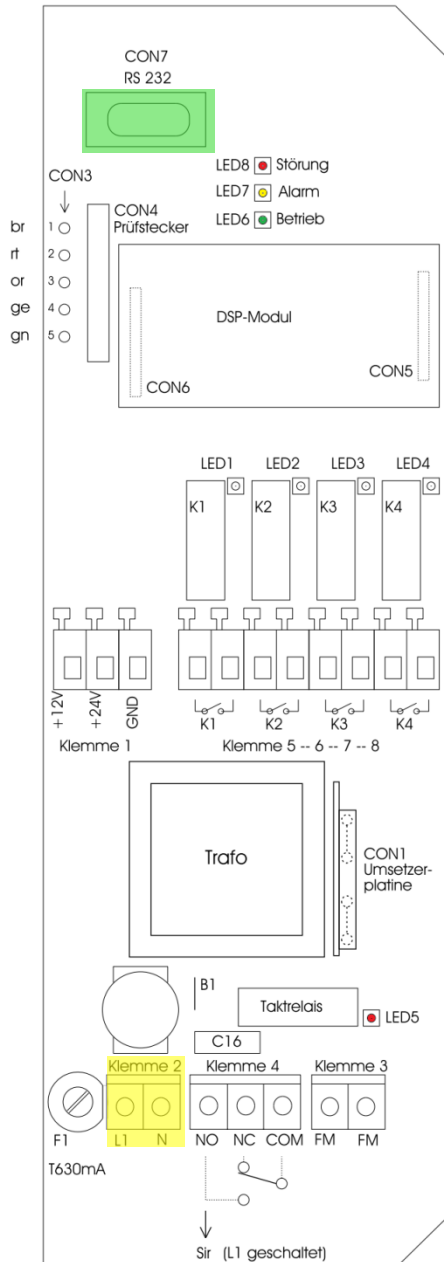 CON7
RS 232
LED8 Störung
LED7 Alarm
LED6 Betrieb
CON3
CON4
Prüfstecker
br 1
rt 2
or 3
ge 4
gn 5
DSP-Modul
CON6
CON5
LED1 LED2 LED3 LED4
K1 K2 K3 K4
+12V +24V GND
K1 K2 K3 K4
Klemme 1
Klemme 5 -- 6 -- 7 -- 8
Trafo
CON1
Umsetzer-
platine
B1
Taktrelais
LED5
C16
Klemme 2 Klemme 4 Klemme 3
F1 L1 N NO NC COM FM FM
T630mA
Sir (L1 geschaltet)